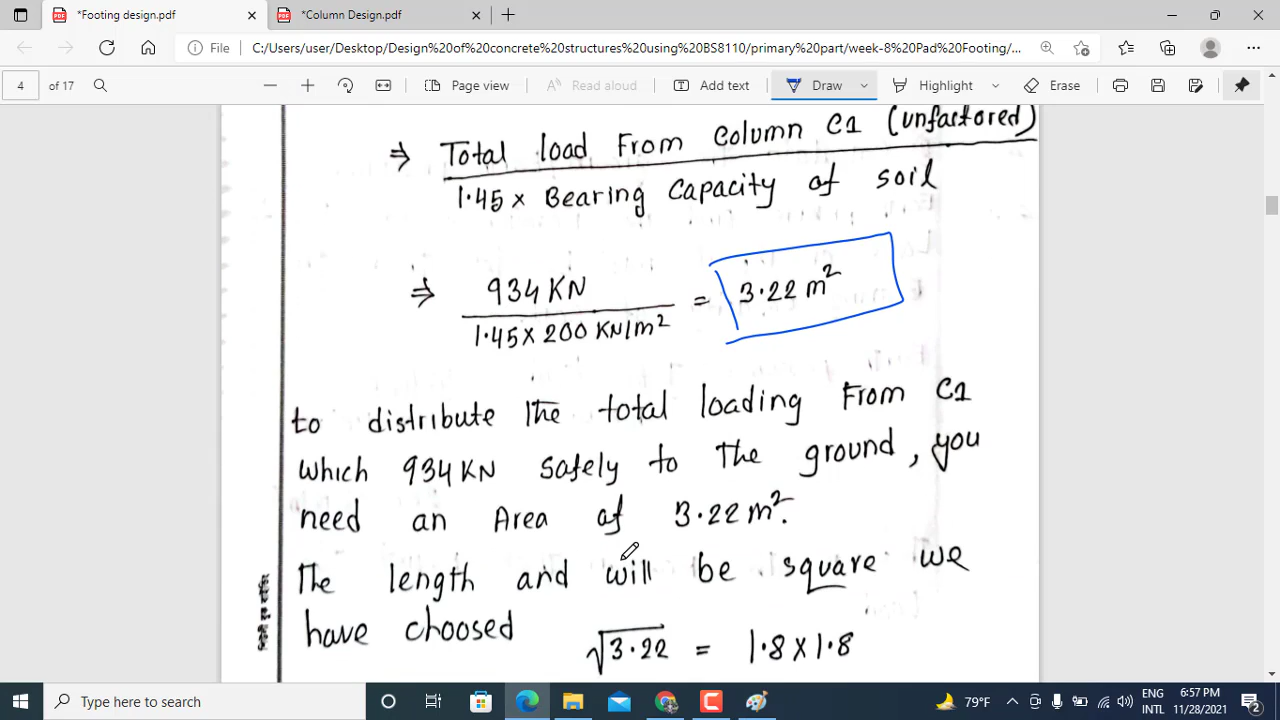 *Footing design.pdf
*Column Design.pdf
File
C:/Users/user/Desktop/Design%20of%20concrete%20structures%20using%20BS8110/primary%20part/week-8%20Pad%20Footing/...
4 of 17
Page view
Read aloud
Add text
Draw
Highlight
Erase
⇒ Total load From Column C1 (unfactored)
1.45 × Bearing Capacity of soil
⇒ 934 KN
1.45 × 200 KN/m² = 3.22 m²
to distribute the total loading From C1
which 934 KN safely to the ground, you
need an Area of 3.22 m².
The length and will be square we
have choosed
√3.22 = 1.8 × 1.8
Type here to search
79°F
ENG
INTL
6:57 PM
11/28/2021
2